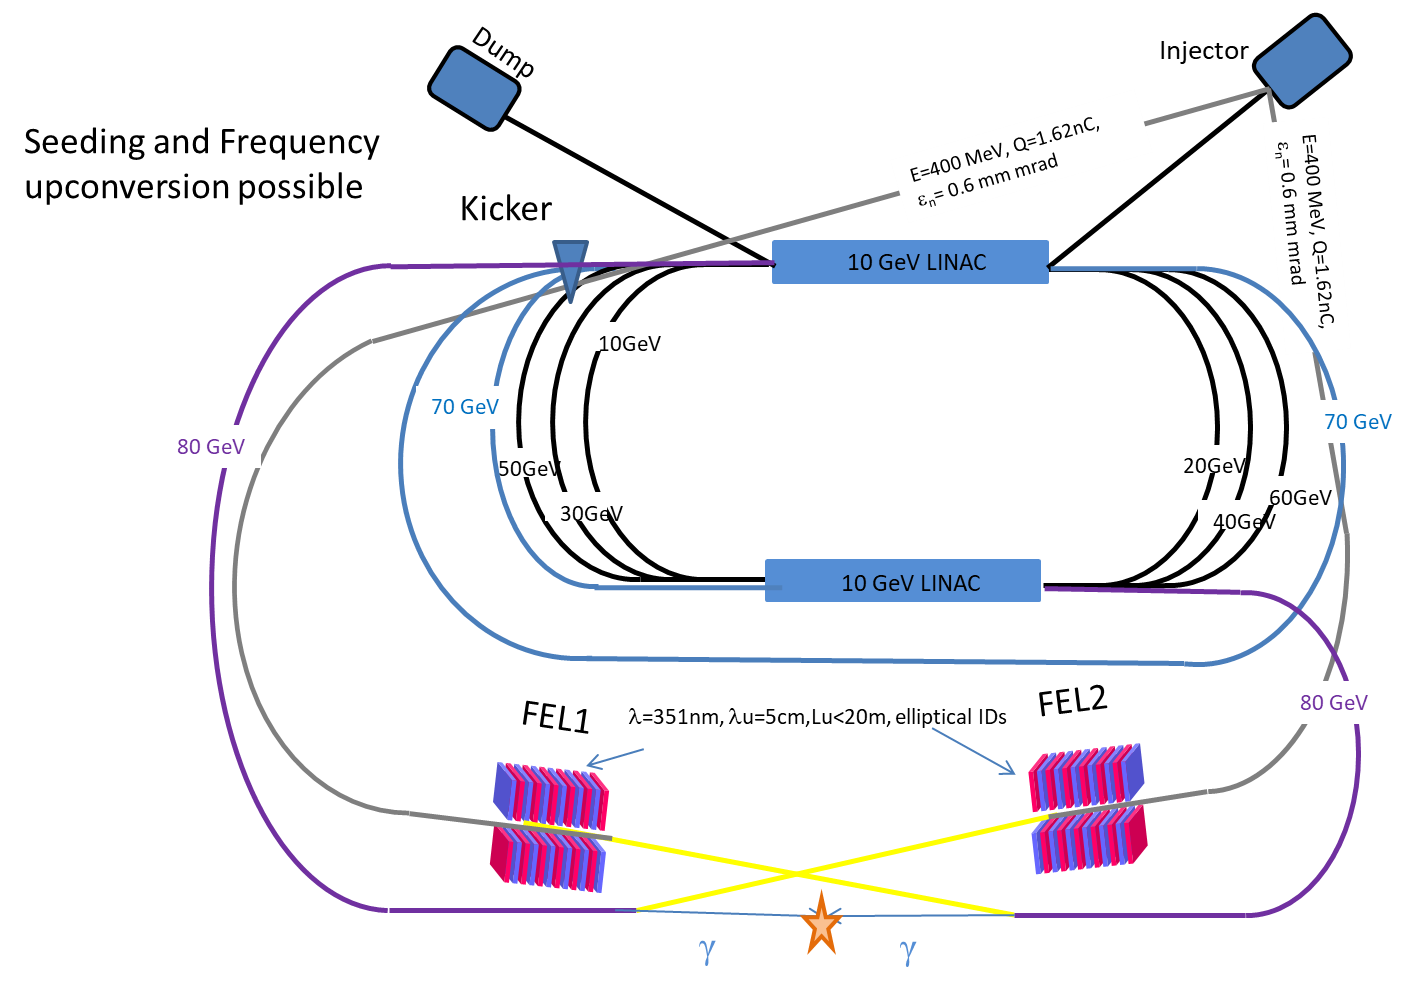 Dump
Injector
Seeding and Frequency
upconversion possible
E=400 MeV, Q=1.62nC,
εn= 0.6 mm mrad
E=400 MeV, Q=1.62nC,
εn= 0.6 mm mrad
Kicker
10 GeV LINAC
10GeV
70 GeV
70 GeV
80 GeV
50GeV
20GeV
60GeV
30GeV
40GeV
10 GeV LINAC
80 GeV
FEL1
λ=351nm, λu=5cm,Lu<20m, elliptical IDs
FEL2
γ
γ